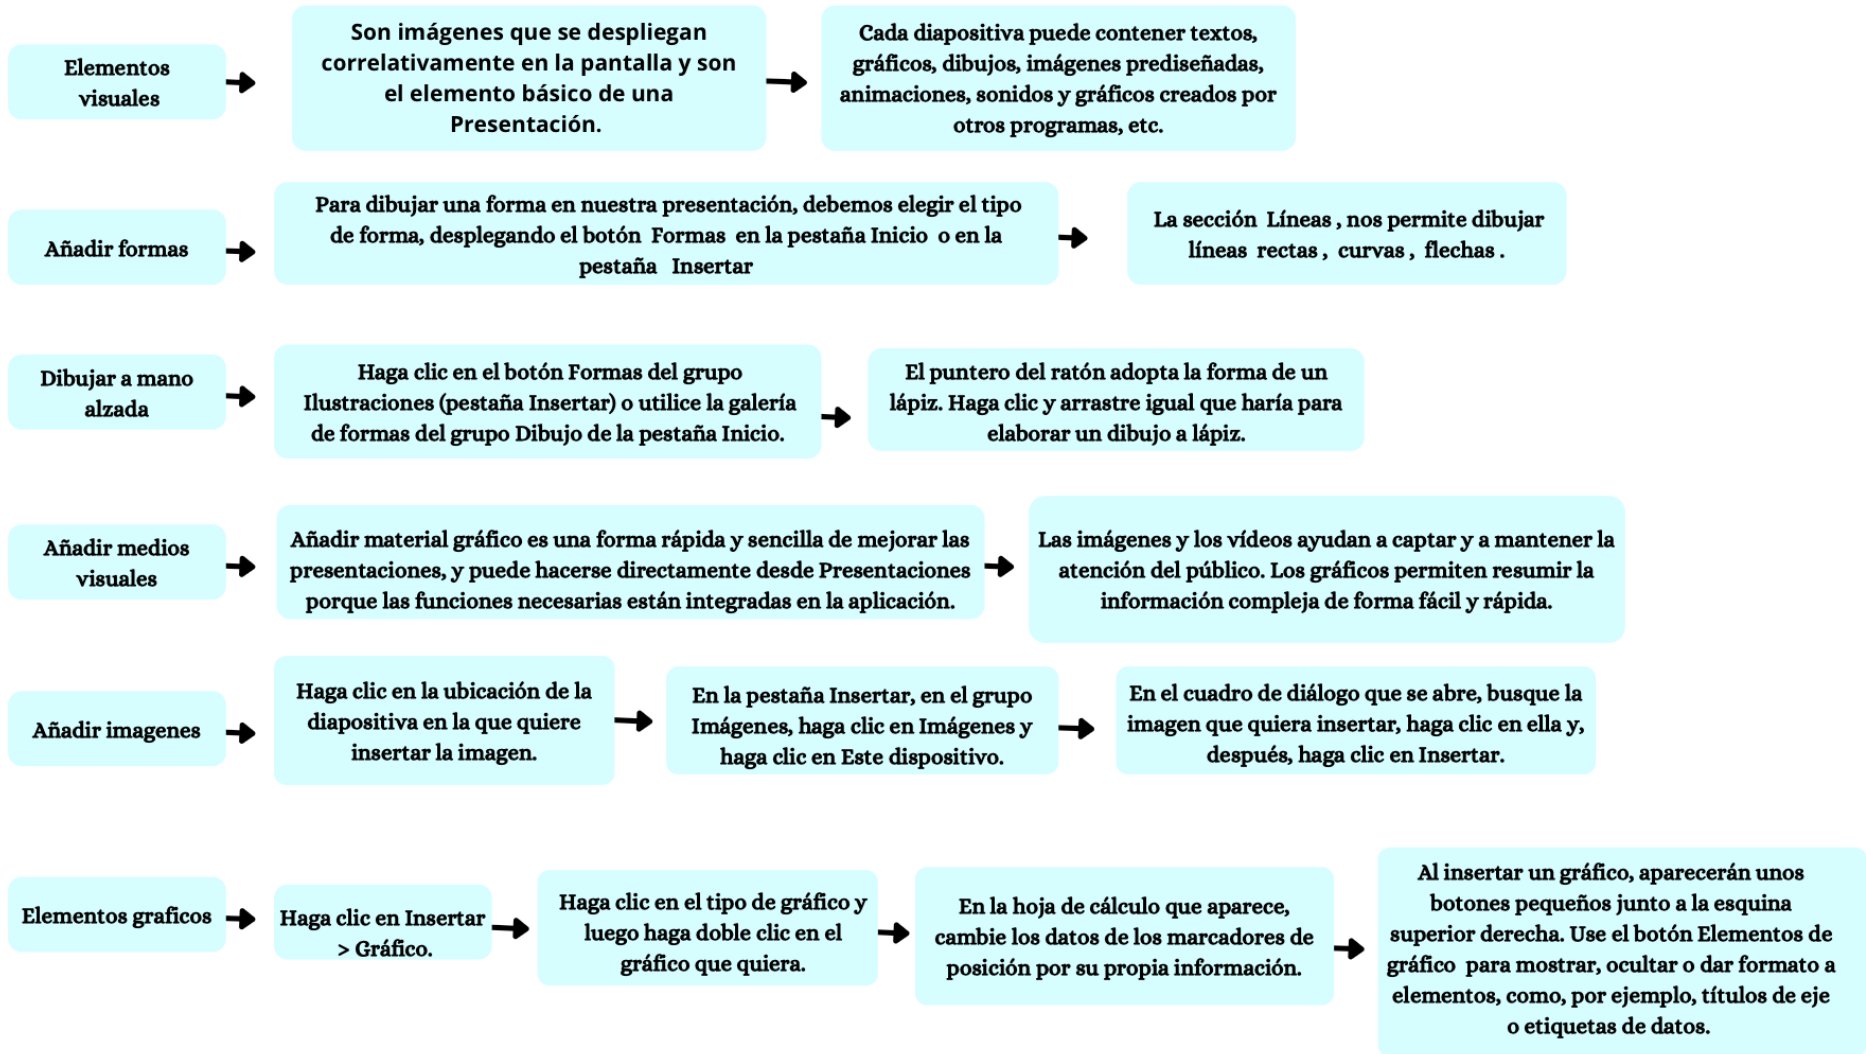 Elementos
visuales
Son imágenes que se despliegan
correlativamente en la pantalla y son
el elemento básico de una
Presentación.
Cada diapositiva puede contener textos,
gráficos, dibujos, imágenes prediseñadas,
animaciones, sonidos y gráficos creados por
otros programas, etc.
Añadir formas
Para dibujar una forma en nuestra presentación, debemos elegir el tipo
de forma, desplegando el botón Formas en la pestaña Inicio o en la
pestaña Insertar
La sección Líneas , nos permite dibujar
líneas rectas , curvas , flechas .
Dibujar a mano
alzada
Haga clic en el botón Formas del grupo
Ilustraciones (pestaña Insertar) o utilice la galería
de formas del grupo Dibujo de la pestaña Inicio.
El puntero del ratón adopta la forma de un
lápiz. Haga clic y arrastre igual que haría para
elaborar un dibujo a lápiz.
Añadir medios
visuales
Añadir material gráfico es una forma rápida y sencilla de mejorar las
presentaciones, y puede hacerse directamente desde Presentaciones
porque las funciones necesarias están integradas en la aplicación.
Las imágenes y los vídeos ayudan a captar y a mantener la
atención del público. Los gráficos permiten resumir la
información compleja de forma fácil y rápida.
Añadir imagenes
Haga clic en la ubicación de la
diapositiva en la que quiere
insertar la imagen.
En la pestaña Insertar, en el grupo
Imágenes, haga clic en Imágenes y
haga clic en Este dispositivo.
En el cuadro de diálogo que se abre, busque la
imagen que quiera insertar, haga clic en ella y,
después, haga clic en Insertar.
Elementos graficos
Haga clic en Insertar
> Gráfico.
Haga clic en el tipo de gráfico y
luego haga doble clic en el
gráfico que quiera.
En la hoja de cálculo que aparece,
cambie los datos de los marcadores de
posición por su propia información.
Al insertar un gráfico, aparecerán unos
botones pequeños junto a la esquina
superior derecha. Use el botón Elementos de
gráfico para mostrar, ocultar o dar formato a
elementos, como, por ejemplo, títulos de eje
o etiquetas de datos.